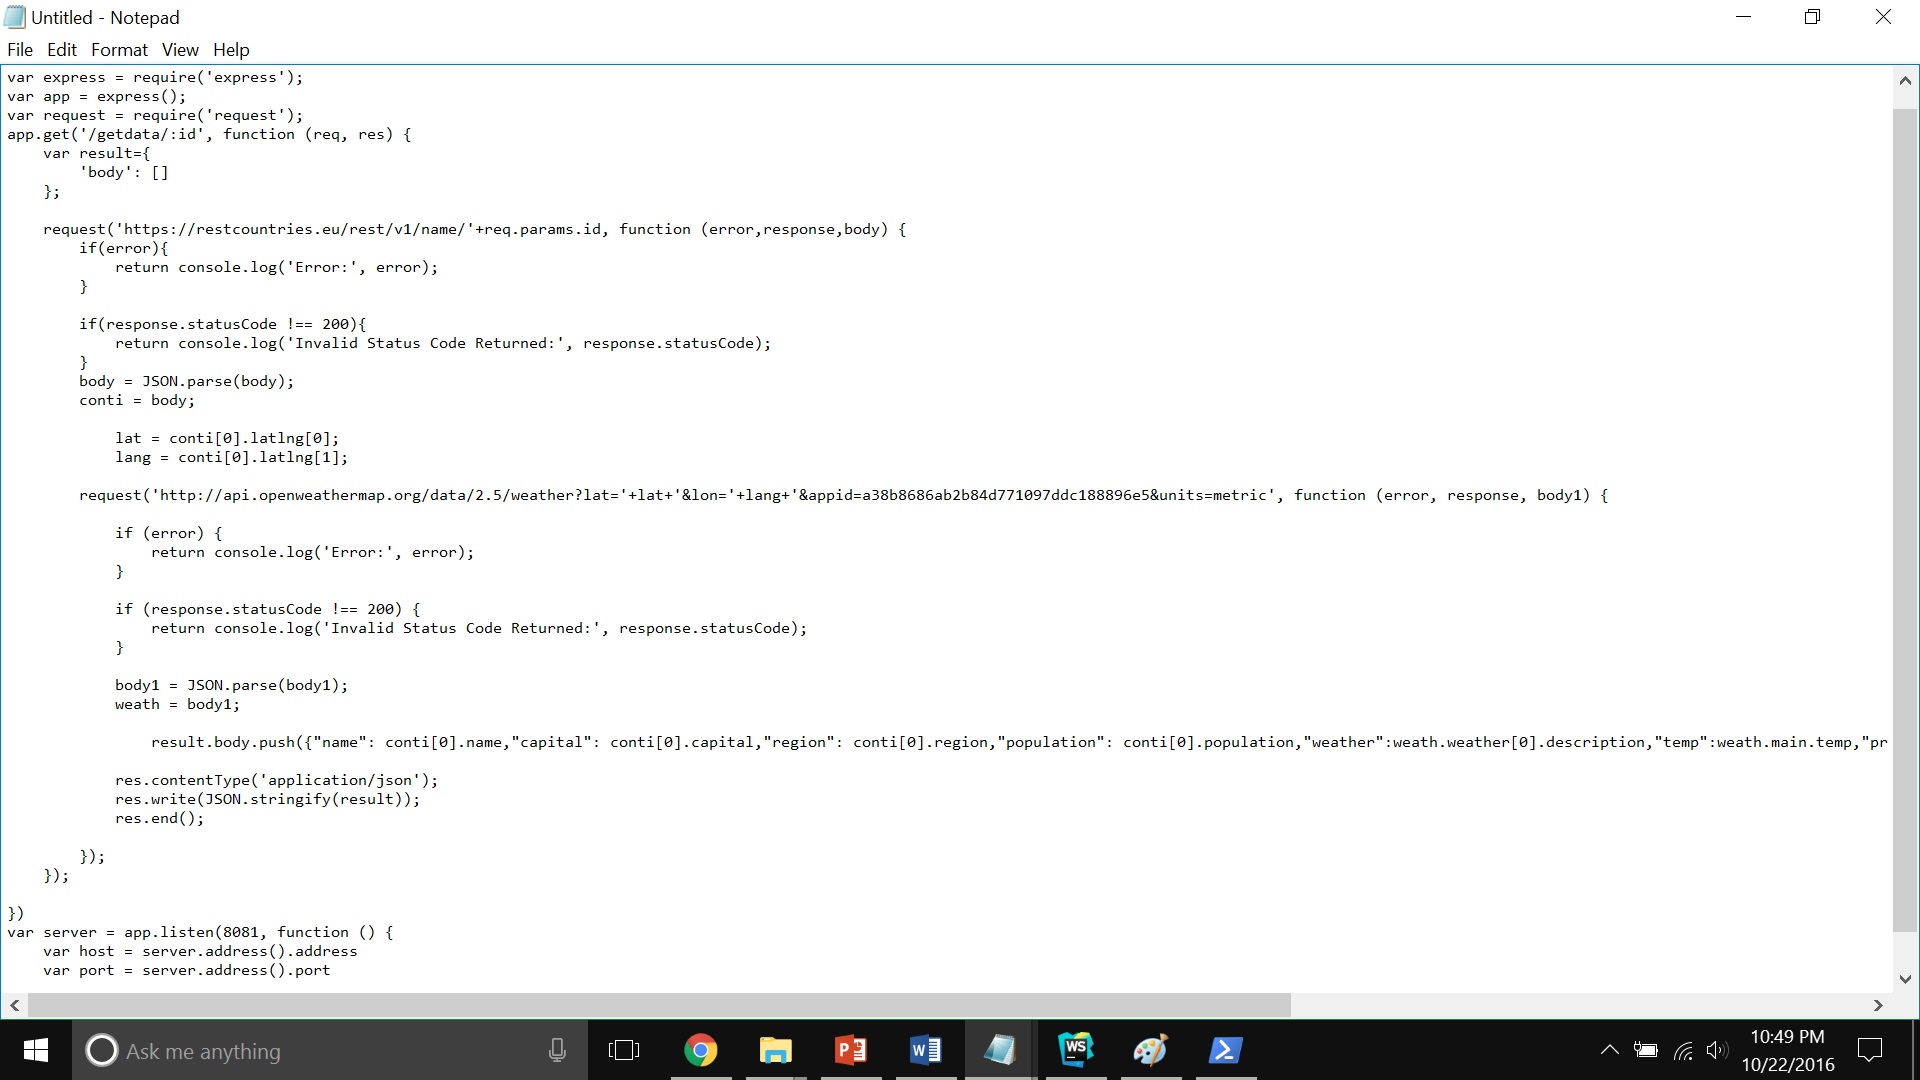 Untitled - Notepad
File Edit Format View Help
var express = require('express');
var app = express();
var request = require('request');
app.get('/getdata/:id', function (req, res) {
    var result={
        'body': []
    };
    request('https://restcountries.eu/rest/v1/name/'+req.params.id, function (error,response,body) {
        if(error){
            return console.log('Error:', error);
        }
        if(response.statusCode !== 200){
            return console.log('Invalid Status Code Returned:', response.statusCode);
        }
        body = JSON.parse(body);
        conti = body;
            lat = conti[0].latlng[0];
            lang = conti[0].latlng[1];
        request('http://api.openweathermap.org/data/2.5/weather?lat='+lat+'&lon='+lang+'&appid=a38b8686ab2b84d771097ddc188896e5&units=metric', function (error, response, body1) {
            if (error) {
                return console.log('Error:', error);
            }
            if (response.statusCode !== 200) {
                return console.log('Invalid Status Code Returned:', response.statusCode);
            }
            body1 = JSON.parse(body1);
            weath = body1;
                result.body.push({"name": conti[0].name,"capital": conti[0].capital,"region": conti[0].region,"population": conti[0].population,"weather":weath.weather[0].description,"temp":weath.main.temp,"pr
            res.contentType('application/json');
            res.write(JSON.stringify(result));
            res.end();
        });
    });
})
var server = app.listen(8081, function () {
    var host = server.address().address
    var port = server.address().port
Ask me anything
WS
10:49 PM
10/22/2016